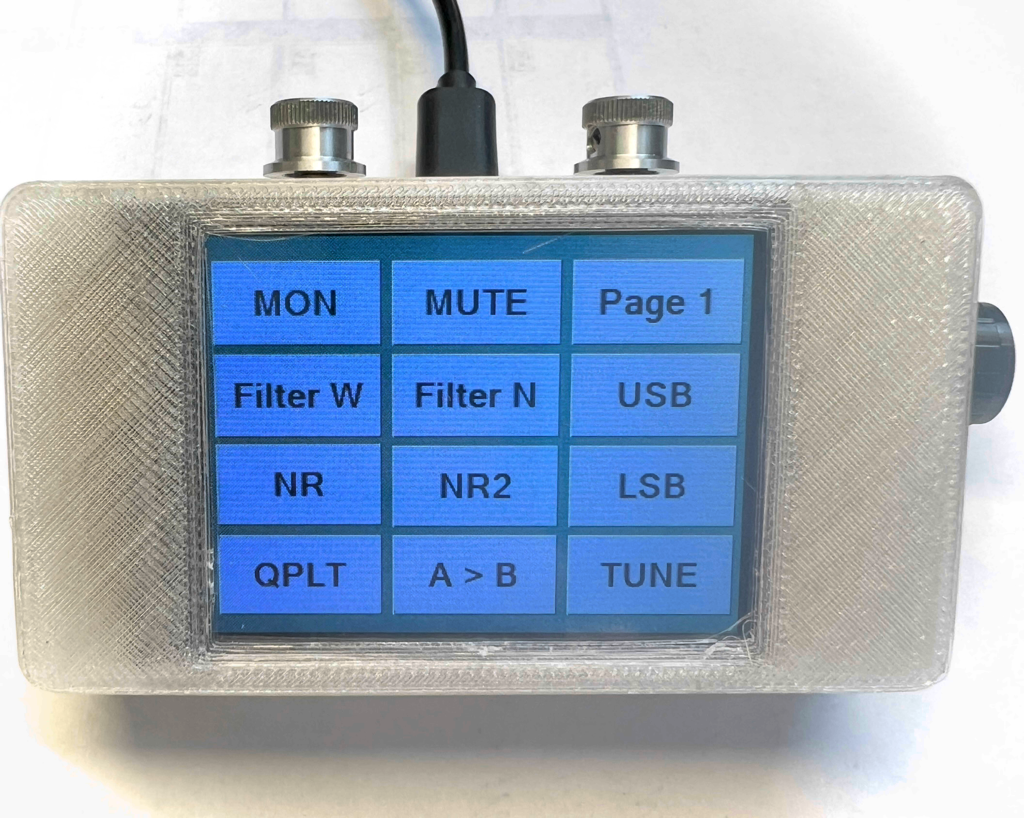 MON MUTE Page 1
Filter W Filter N USB
NR NR2 LSB
QPLT A > B TUNE